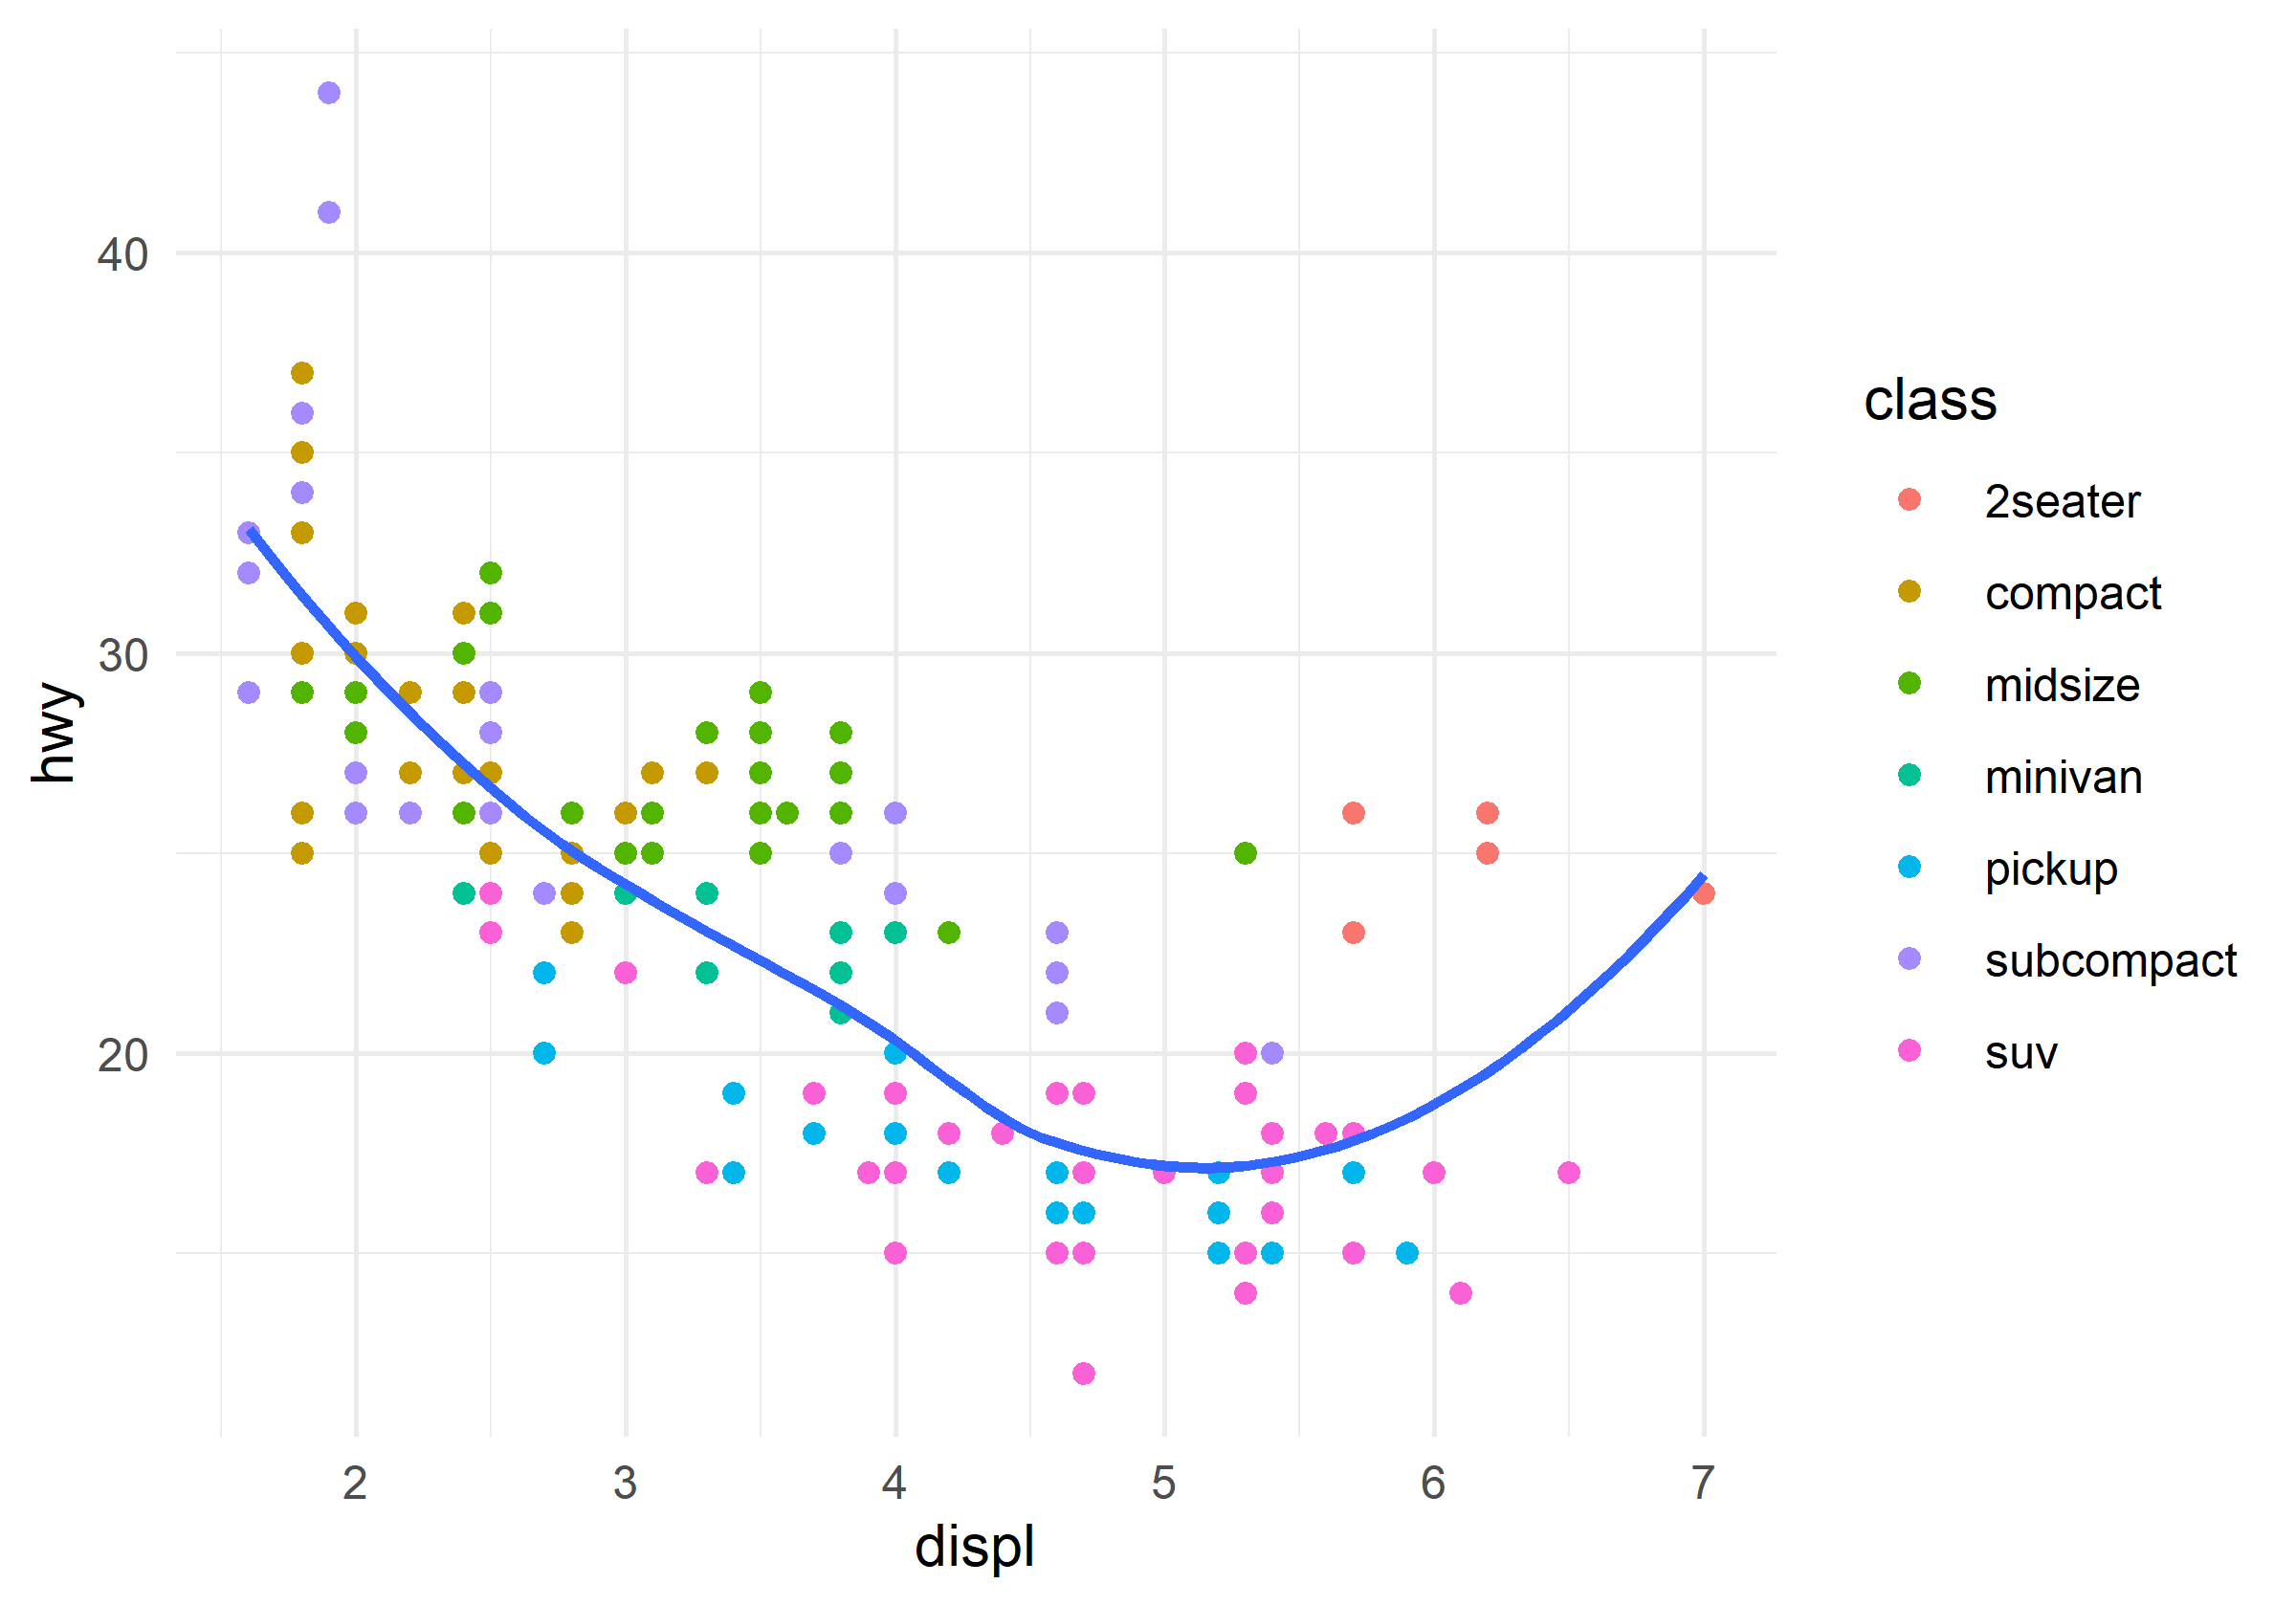 40
30
20
hwy
2 3 4 5 6 7
displ
class
2seater
compact
midsize
minivan
pickup
subcompact
suv